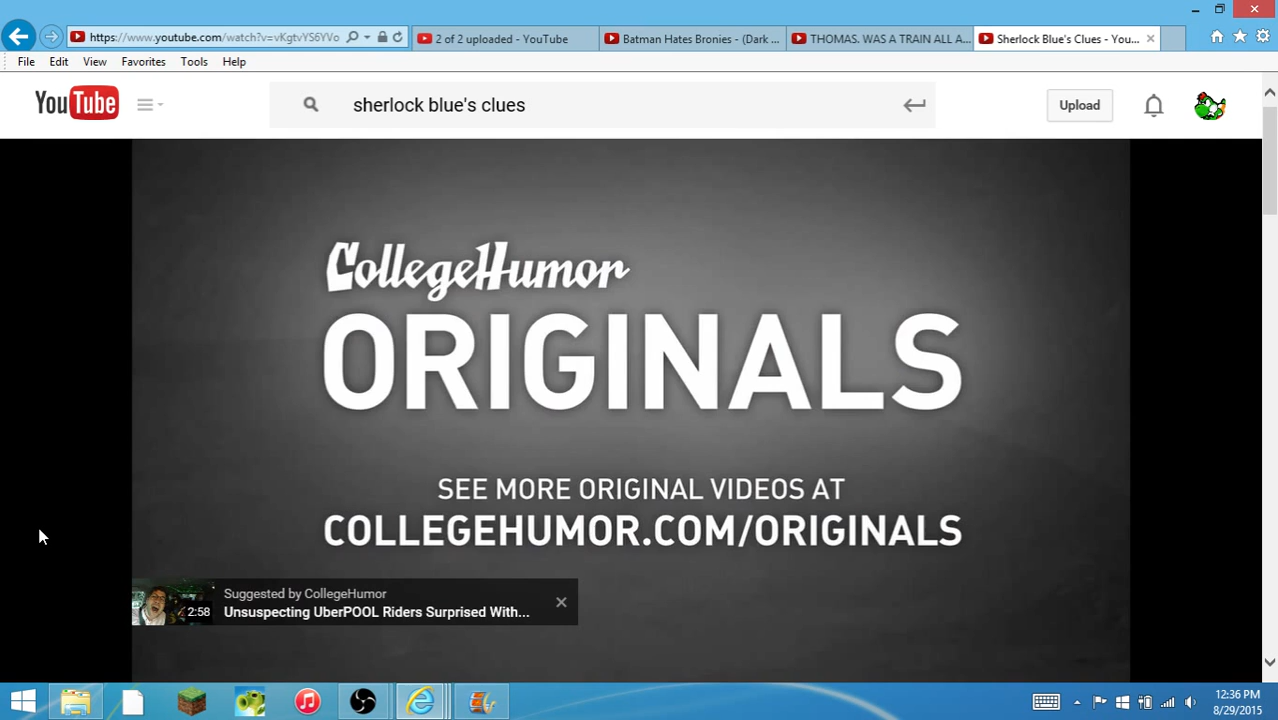 https://www.youtube.com/watch?v=vKgtvYS6YVo
2 of 2 uploaded - YouTube
Batman Hates Bronies - (Dark ...
THOMAS. WAS A TRAIN ALL A...
Sherlock Blue's Clues - You...
File Edit View Favorites Tools Help
YouTube
sherlock blue's clues
Upload
CollegeHumor
ORIGINALS
SEE MORE ORIGINAL VIDEOS AT
COLLEGEHUMOR.COM/ORIGINALS
Suggested by CollegeHumor
2:58
Unsuspecting UberPOOL Riders Surprised With...
12:36 PM
8/29/2015